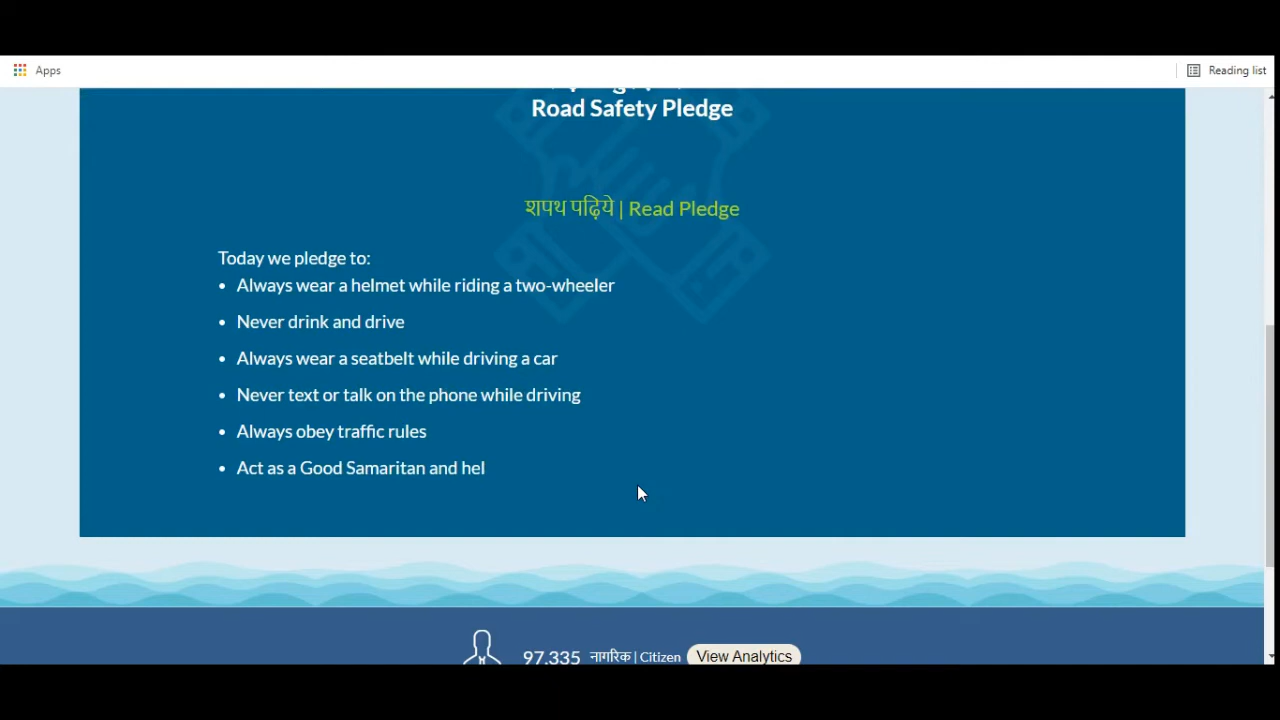 Apps
Reading list
Road Safety Pledge
शपथ पढ़िये | Read Pledge
Today we pledge to:
• Always wear a helmet while riding a two-wheeler
• Never drink and drive
• Always wear a seatbelt while driving a car
• Never text or talk on the phone while driving
• Always obey traffic rules
• Act as a Good Samaritan and hel
97,335 नागरिक | Citizen View Analytics